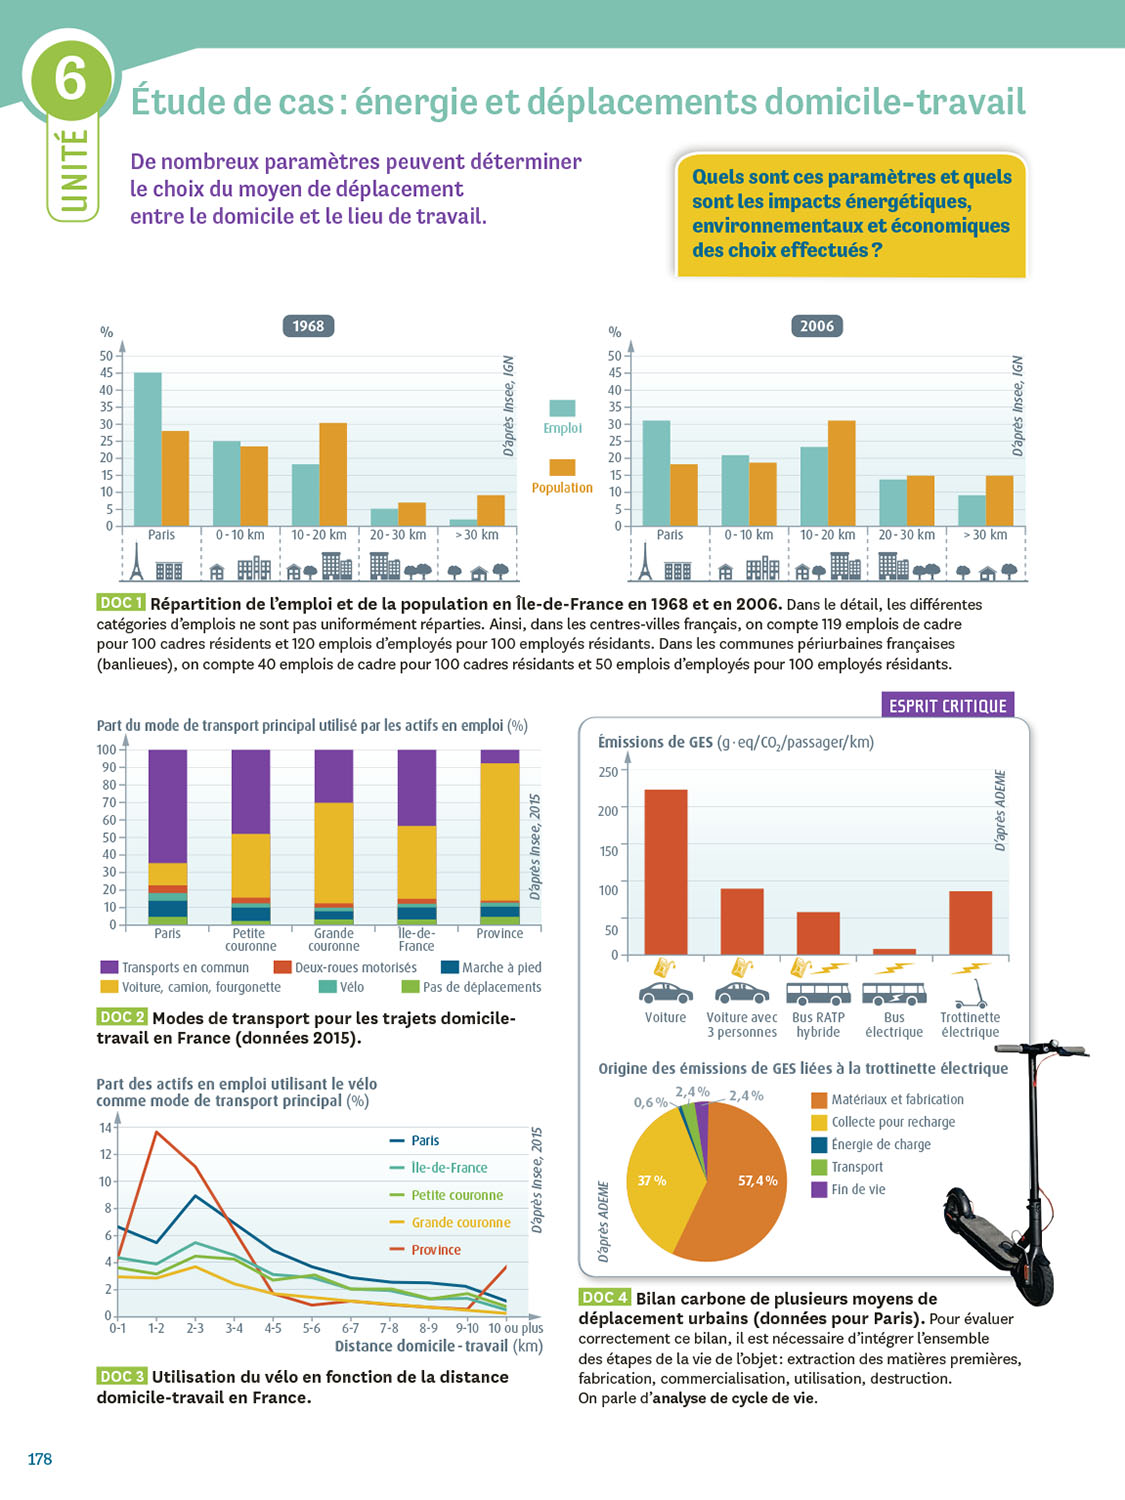 6
UNITÉ
Étude de cas : énergie et déplacements domicile-travail
De nombreux paramètres peuvent déterminer
le choix du moyen de déplacement
entre le domicile et le lieu de travail.
Quels sont ces paramètres et quels
sont les impacts énergétiques,
environnementaux et économiques
des choix effectués ?
1968
%
50
45
40
35
30
25
20
15
10
5
0
Paris
0 - 10 km
10 - 20 km
20 - 30 km
> 30 km
D'après Insee, IGN
Emploi
Population
2006
%
50
45
40
35
30
25
20
15
10
5
0
Paris
0 - 10 km
10 - 20 km
20 - 30 km
> 30 km
D'après Insee, IGN
DOC 1 Répartition de l'emploi et de la population en Île-de-France en 1968 et en 2006. Dans le détail, les différentes
catégories d'emplois ne sont pas uniformément réparties. Ainsi, dans les centres-villes français, on compte 119 emplois de cadre
pour 100 cadres résidents et 120 emplois d'employés pour 100 employés résidants. Dans les communes périurbaines françaises
(banlieues), on compte 40 emplois de cadre pour 100 cadres résidants et 50 emplois d'employés pour 100 employés résidants.
Part du mode de transport principal utilisé par les actifs en emploi (%)
100
90
80
70
60
50
40
30
20
10
0
Paris
Petite
couronne
Grande
couronne
Île-de-
France
Province
D'après Insee, 2015
Transports en commun
Deux-roues motorisés
Marche à pied
Voiture, camion, fourgonette
Vélo
Pas de déplacements
DOC 2 Modes de transport pour les trajets domicile-
travail en France (données 2015).
Part des actifs en emploi utilisant le vélo
comme mode de transport principal (%)
14
12
10
8
6
4
2
0
Paris
Île-de-France
Petite couronne
Grande couronne
Province
D'après Insee, 2015
0-1
1-2
2-3
3-4
4-5
5-6
6-7
7-8
8-9
9-10
10 ou plus
Distance domicile - travail (km)
DOC 3 Utilisation du vélo en fonction de la distance
domicile-travail en France.
ESPRIT CRITIQUE
Émissions de GES (g·eq/CO₂/passager/km)
250
200
150
100
50
0
D'après ADEME
Voiture
Voiture avec
3 personnes
Bus RATP
hybride
Bus
électrique
Trottinette
électrique
Origine des émissions de GES liées à la trottinette électrique
0,6 %
2,4 %
2,4 %
37 %
57,4 %
Matériaux et fabrication
Collecte pour recharge
Énergie de charge
Transport
Fin de vie
D'après ADEME
DOC 4 Bilan carbone de plusieurs moyens de
déplacement urbains (données pour Paris). Pour évaluer
correctement ce bilan, il est nécessaire d'intégrer l'ensemble
des étapes de la vie de l'objet : extraction des matières premières,
fabrication, commercialisation, utilisation, destruction.
On parle d'analyse de cycle de vie.
178